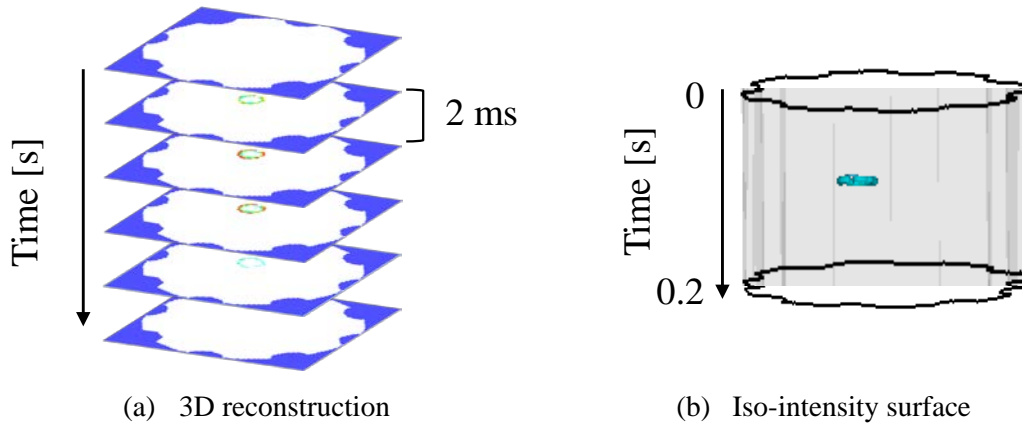 Time [s]
2 ms
(a) 3D reconstruction
Time [s]
0
0.2
(b) Iso-intensity surface